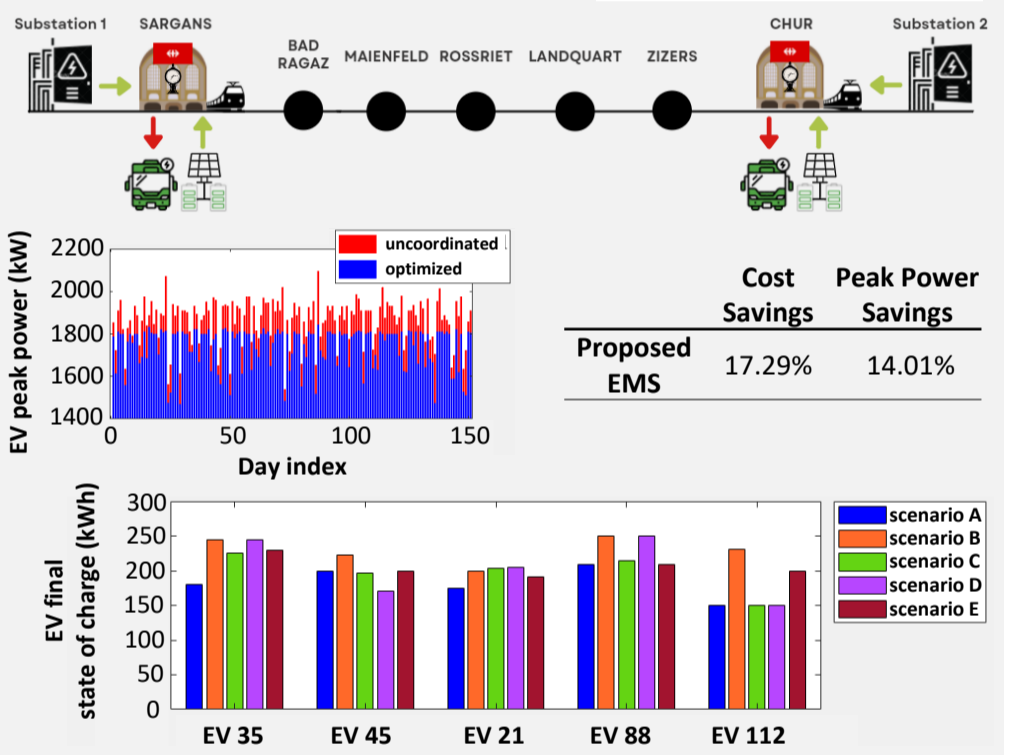 Substation 1
SARGANS
BAD
RAGAZ
MAIENFELD
ROSSRIET
LANDQUART
ZIZERS
CHUR
Substation 2
EV peak power (kW)
2200
2000
1800
1600
1400
0
50
100
150
Day index
uncoordinated
optimized
Cost
Savings
Peak Power
Savings
Proposed
EMS
17.29%
14.01%
EV final
state of charge (kWh)
300
250
200
150
100
50
0
EV 35
EV 45
EV 21
EV 88
EV 112
scenario A
scenario B
scenario C
scenario D
scenario E